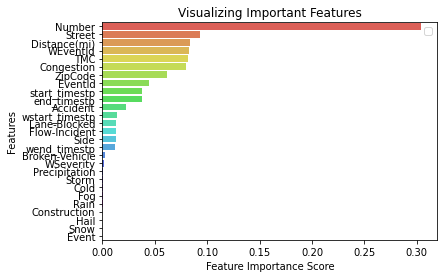 Visualizing Important Features
Number
Street
Distance(mi)
WEventId
TMC
Congestion
ZipCode
EventId
start_timestp
end_timestp
Accident
wstart_timestp
Lane-Blocked
Flow-Incident
Side
wend_timestp
Broken-Vehicle
WSeverity
Precipitation
Storm
Cold
Fog
Rain
Construction
Hail
Snow
Event
Features
0.00 0.05 0.10 0.15 0.20 0.25 0.30
Feature Importance Score